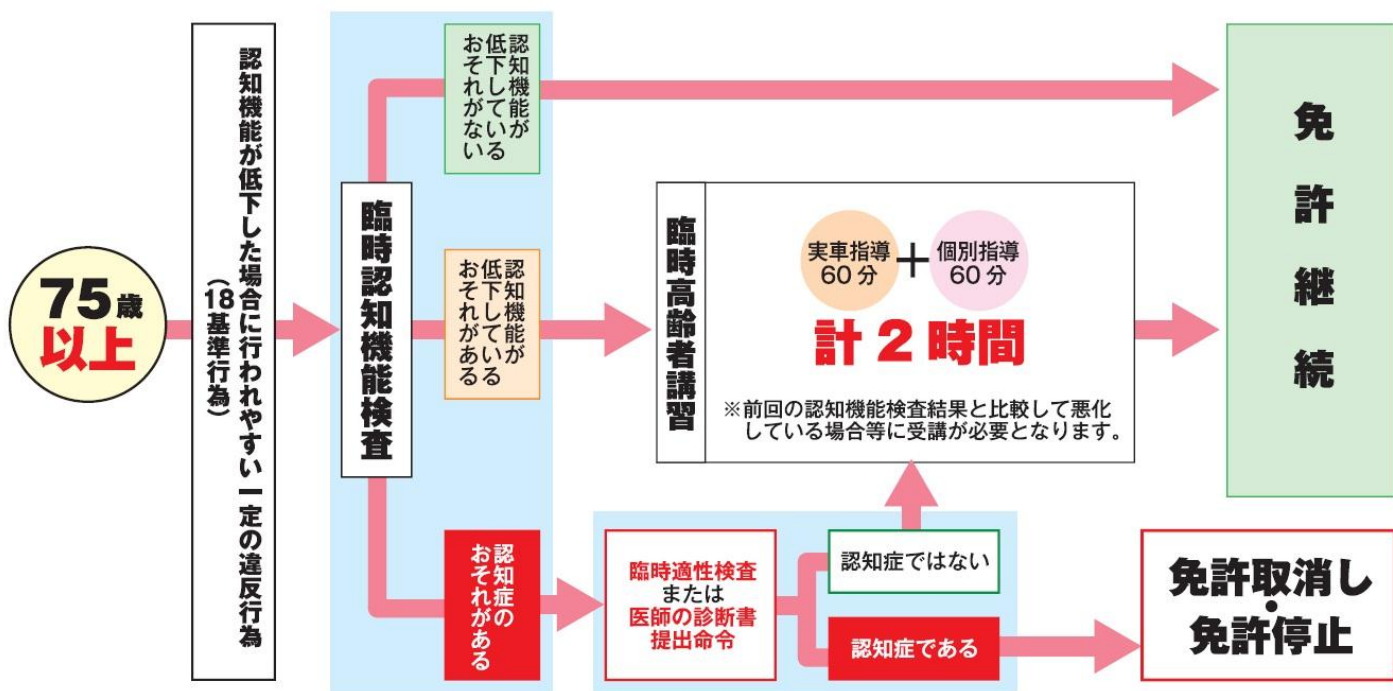 75歳
以上
認知機能が低下した場合に行われやすい一定の違反行為
（18基準行為）
臨時認知機能検査
認知機能が
低下している
おそれがない
認知機能が
低下している
おそれがある
認知症の
おそれがある
臨時高齢者講習
実車指導
60分
＋
個別指導
60分
計2時間
※前回の認知機能検査結果と比較して悪化
している場合等に受講が必要となります。
臨時適性検査
または
医師の診断書
提出命令
認知症ではない
認知症である
免許継続
免許取消し
・
免許停止